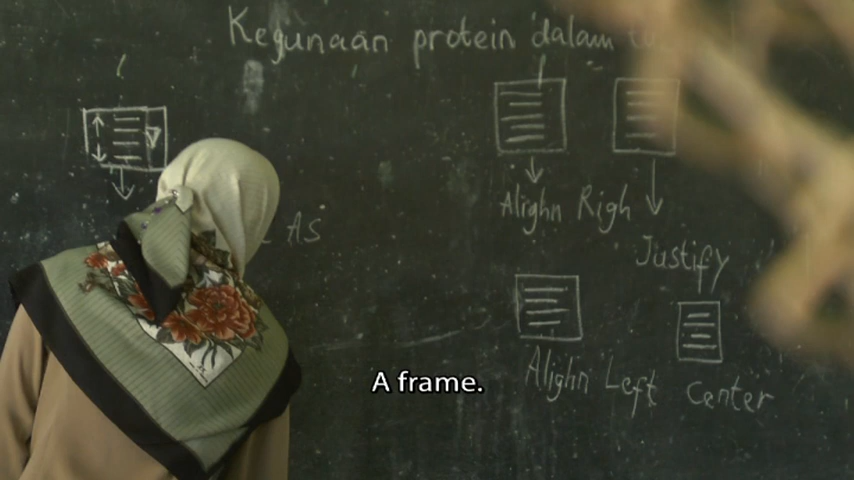 Kegunaan protein dalam
AS
Alighn Righ
Justify
Alighn Left
Center
A frame.